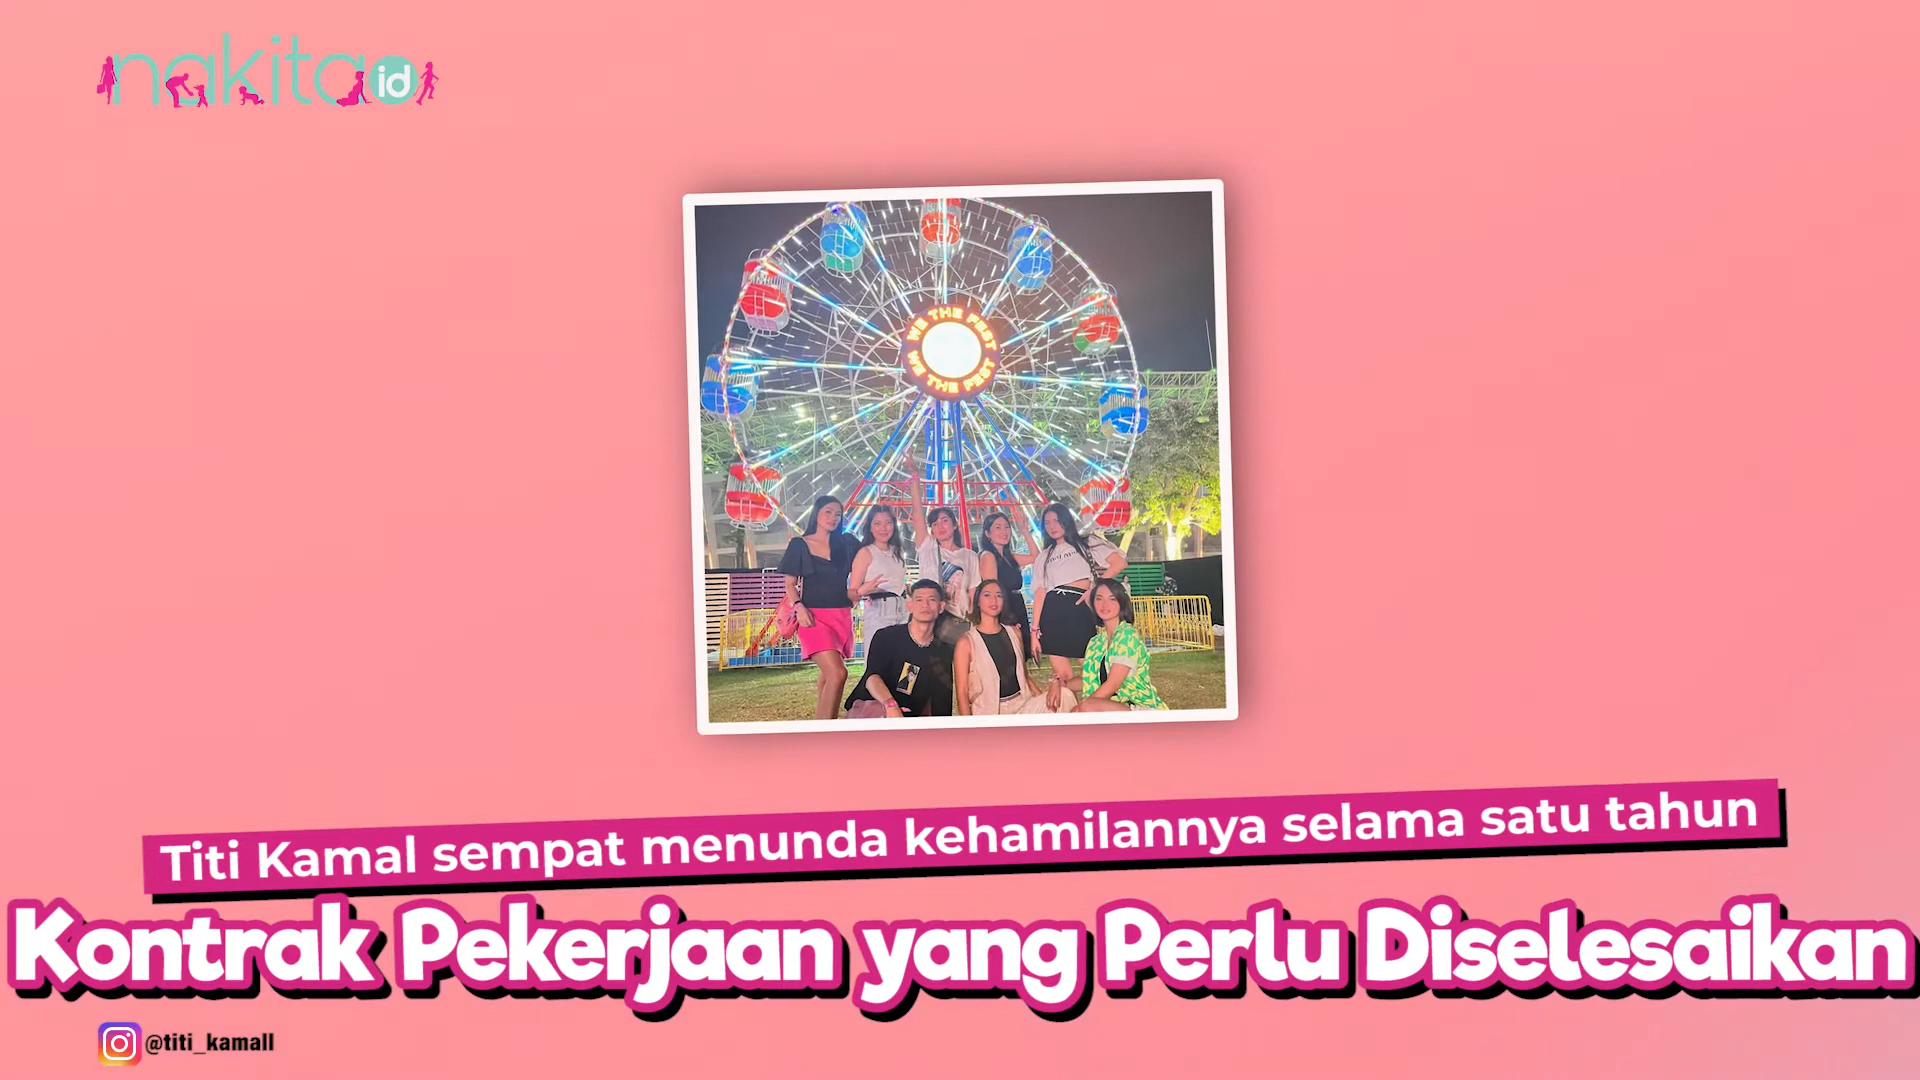 nakita id
WE THE FEST
WE THE FEST
Titi Kamal sempat menunda kehamilannya selama satu tahun
Kontrak Pekerjaan yang Perlu Diselesaikan
@titi_kamall